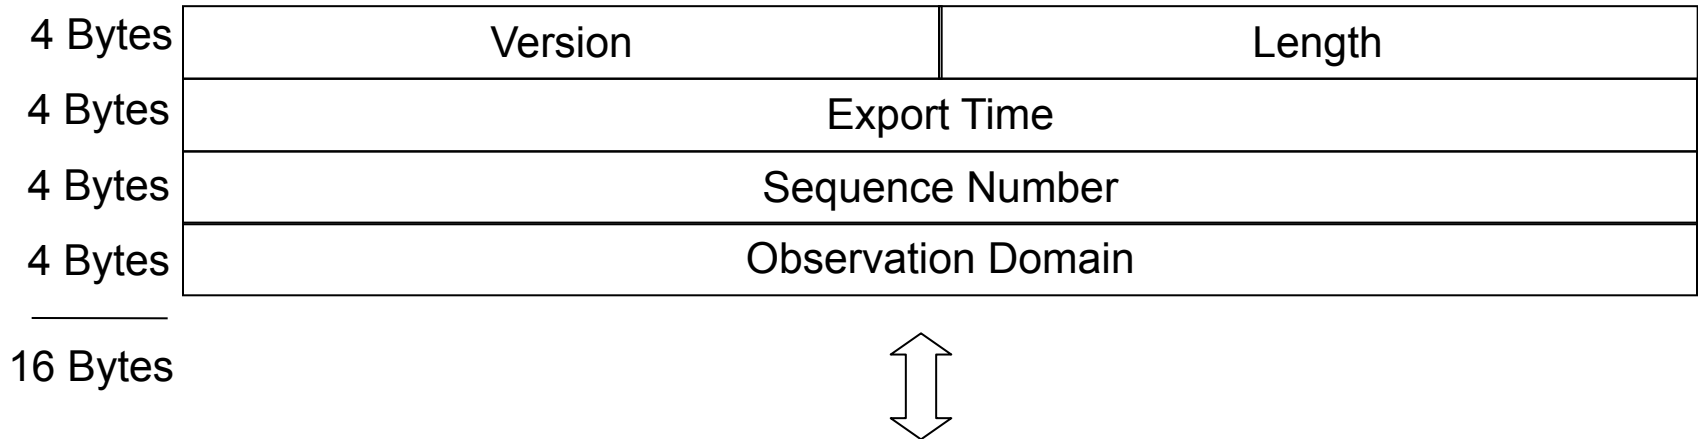 4 Bytes Version Length
4 Bytes Export Time
4 Bytes Sequence Number
4 Bytes Observation Domain
16 Bytes